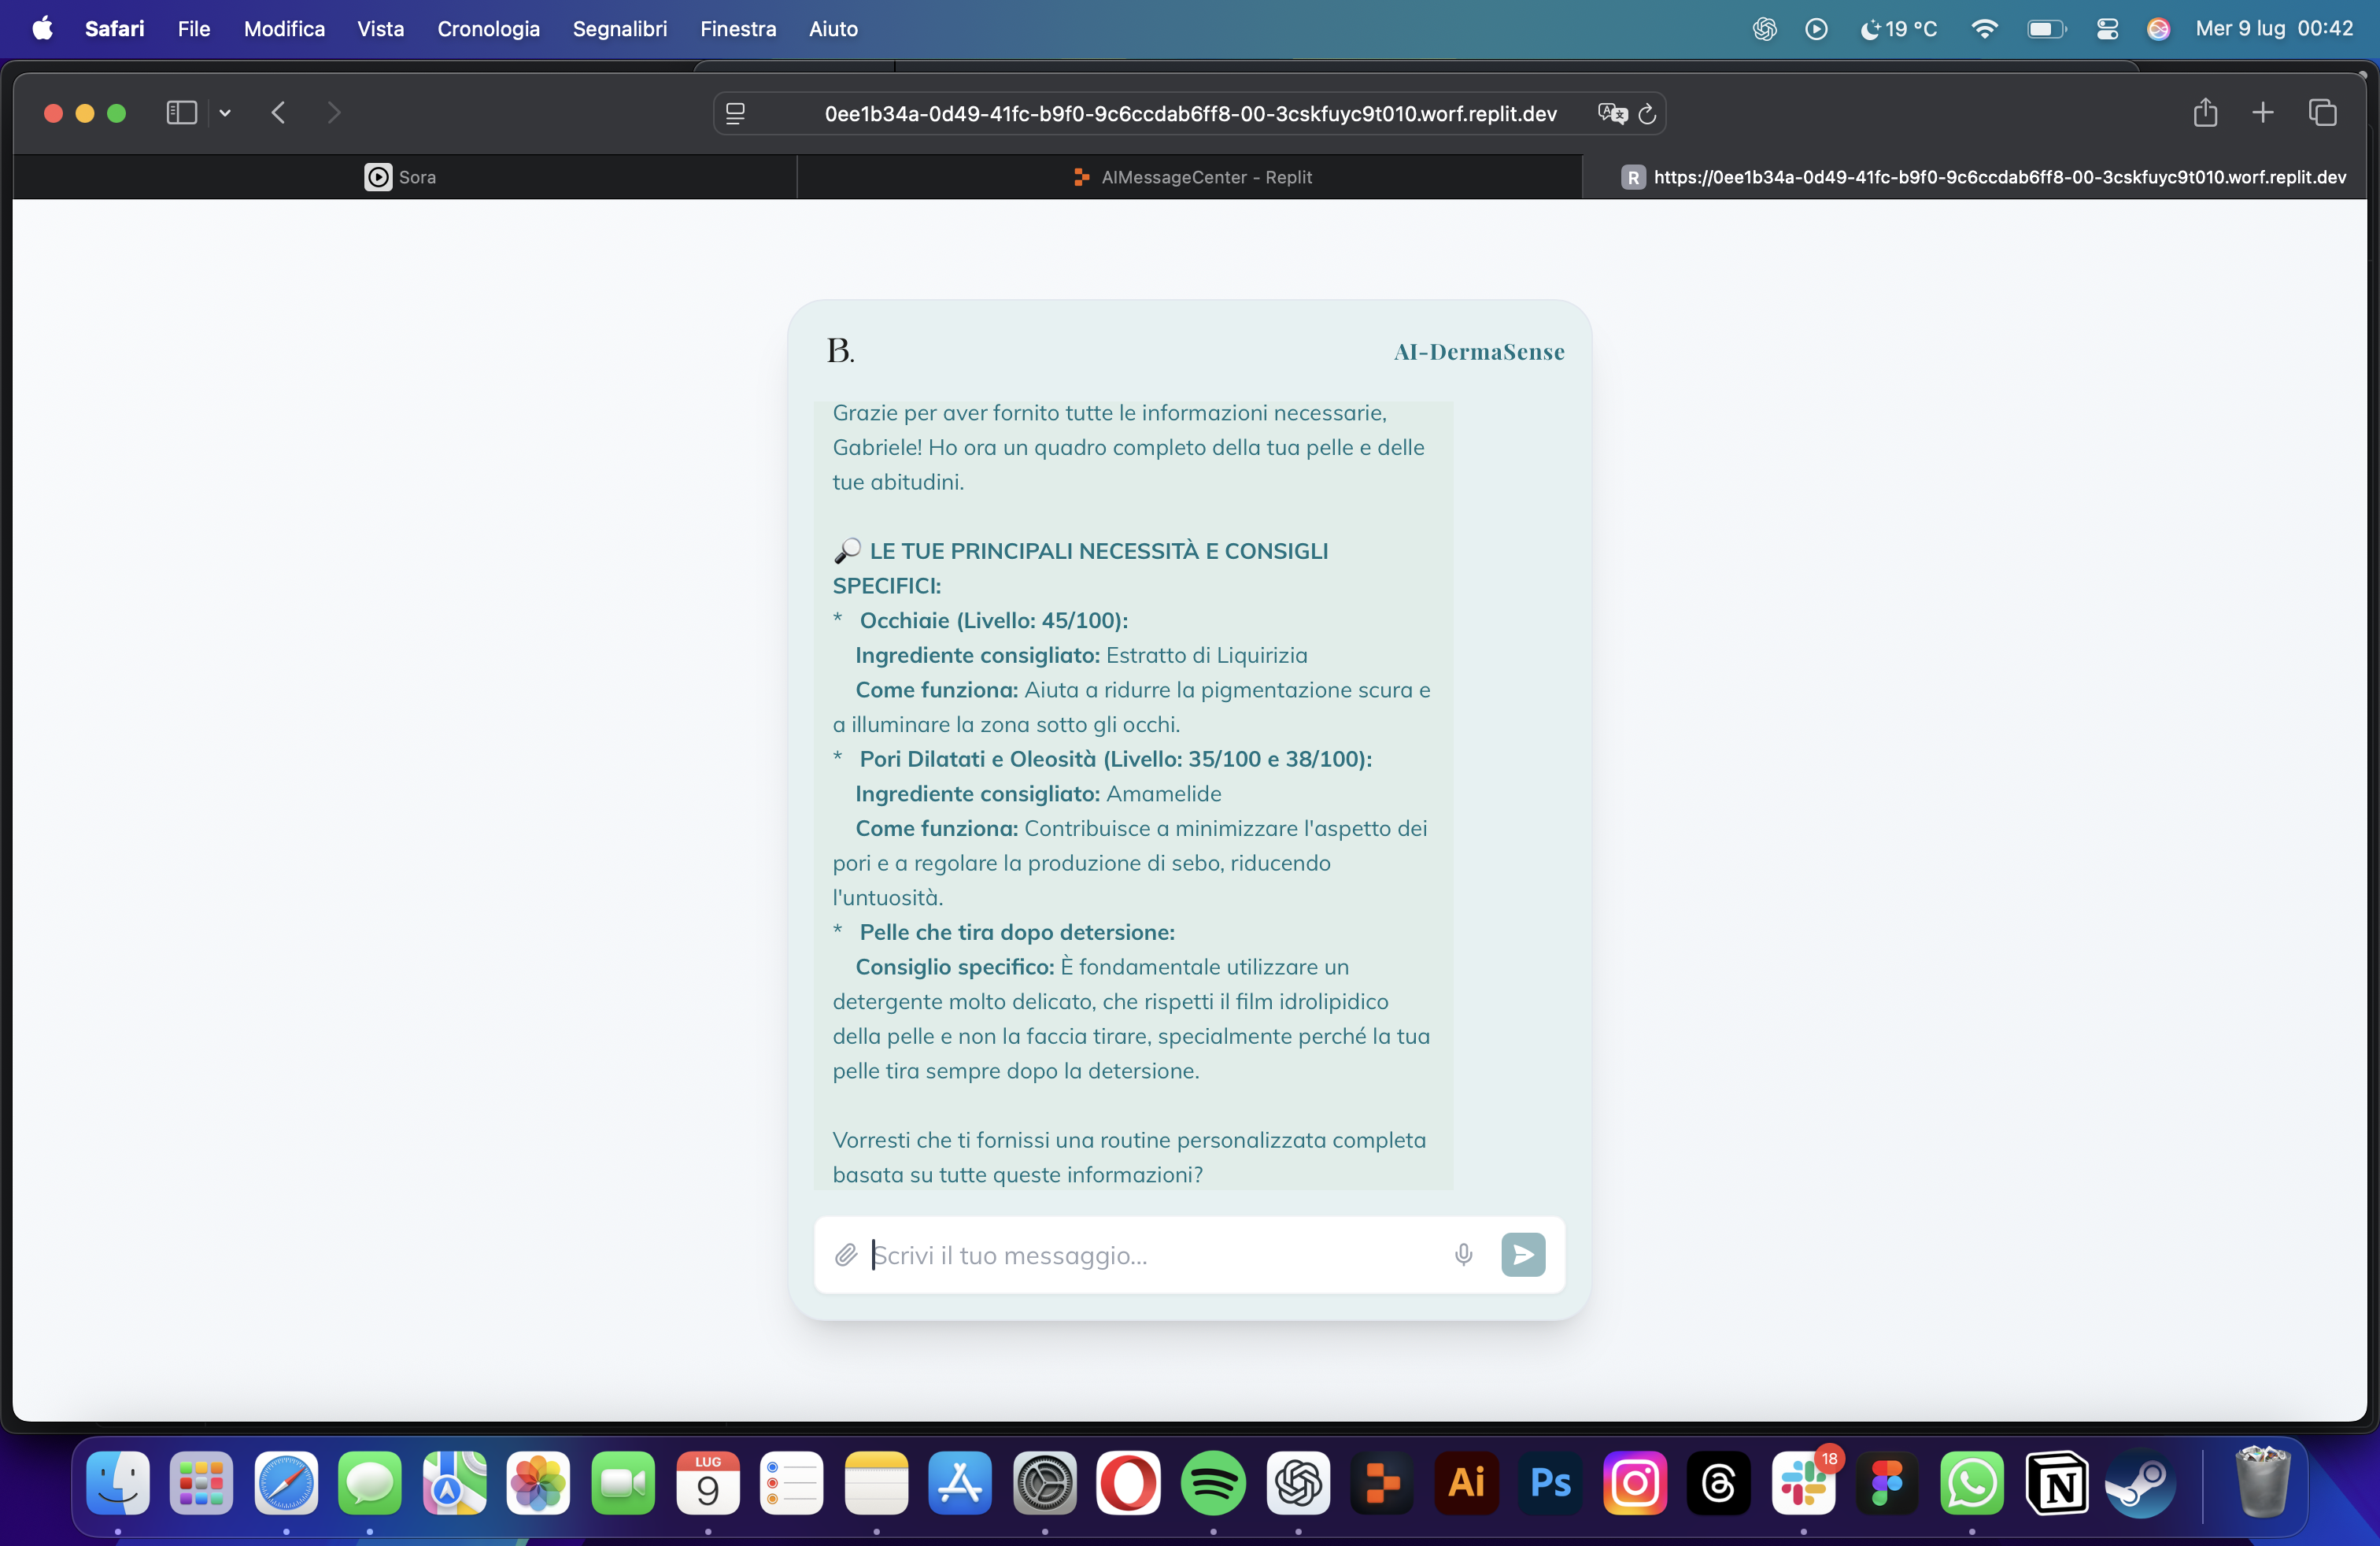 Safari File Modifica Vista Cronologia Segnalibri Finestra Aiuto 19 °C Mer 9 lug 00:42
0ee1b34a-0d49-41fc-b9f0-9c6ccdab6ff8-00-3cskfuyc9t010.worf.replit.dev
Sora AIMessageCenter - Replit R https://0ee1b34a-0d49-41fc-b9f0-9c6ccdab6ff8-00-3cskfuyc9t010.worf.replit.dev
B. AI-DermaSense
Grazie per aver fornito tutte le informazioni necessarie,
Gabriele! Ho ora un quadro completo della tua pelle e delle
tue abitudini.
🔎 LE TUE PRINCIPALI NECESSITÀ E CONSIGLI
SPECIFICI:
* Occhiaie (Livello: 45/100):
Ingrediente consigliato: Estratto di Liquirizia
Come funziona: Aiuta a ridurre la pigmentazione scura e
a illuminare la zona sotto gli occhi.
* Pori Dilatati e Oleosità (Livello: 35/100 e 38/100):
Ingrediente consigliato: Amamelide
Come funziona: Contribuisce a minimizzare l'aspetto dei
pori e a regolare la produzione di sebo, riducendo
l'untuosità.
* Pelle che tira dopo detersione:
Consiglio specifico: È fondamentale utilizzare un
detergente molto delicato, che rispetti il film idrolipidico
della pelle e non la faccia tirare, specialmente perché la tua
pelle tira sempre dopo la detersione.
Vorresti che ti fornissi una routine personalizzata completa
basata su tutte queste informazioni?
Scrivi il tuo messaggio...
LUG
9
Ai
Ps
18
N